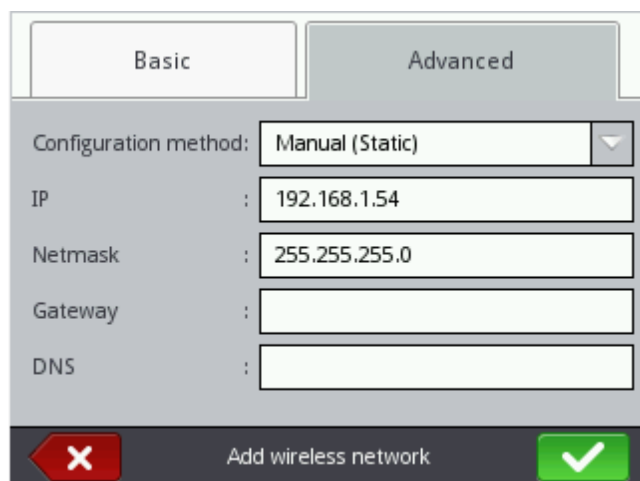 Basic
Advanced
Configuration method: Manual (Static)
IP : 192.168.1.54
Netmask : 255.255.255.0
Gateway :
DNS :
Add wireless network